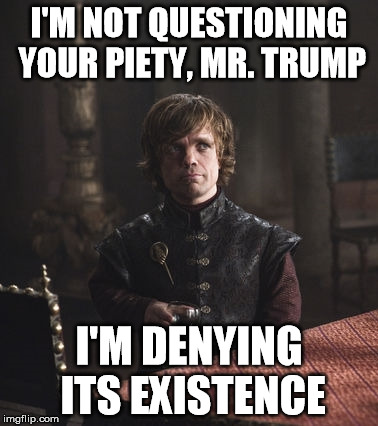 I'M NOT QUESTIONING
YOUR PIETY, MR. TRUMP
I'M DENYING
ITS EXISTENCE
imgflip.com